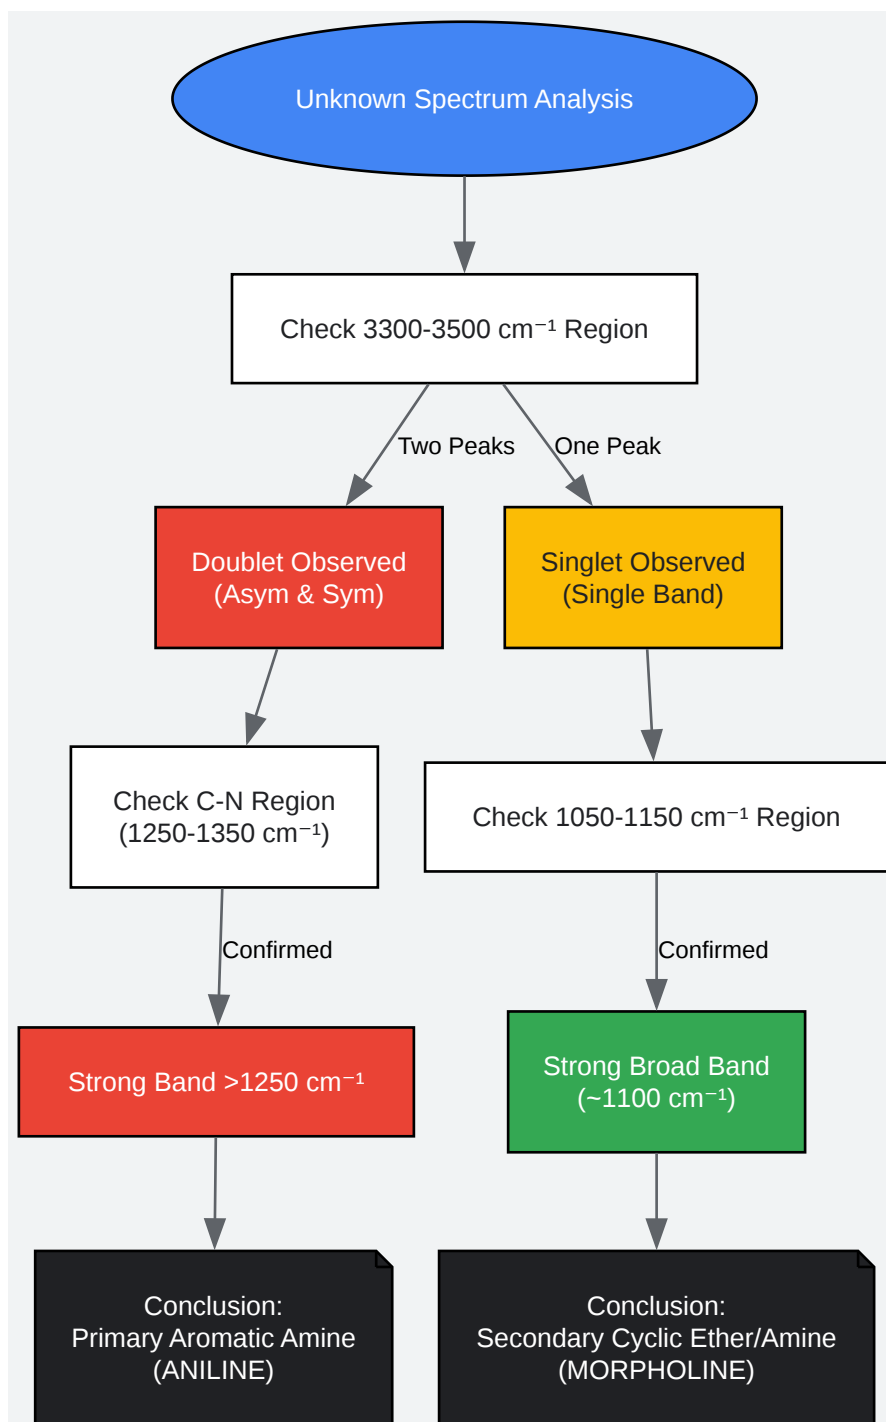 Unknown Spectrum Analysis
Check 3300-3500 cm⁻¹ Region
Two Peaks
One Peak
Doublet Observed
(Asym & Sym)
Singlet Observed
(Single Band)
Check C-N Region
(1250-1350 cm⁻¹)
Check 1050-1150 cm⁻¹ Region
Confirmed
Confirmed
Strong Band >1250 cm⁻¹
Strong Broad Band
(~1100 cm⁻¹)
Conclusion:
Primary Aromatic Amine
(ANILINE)
Conclusion:
Secondary Cyclic Ether/Amine
(MORPHOLINE)